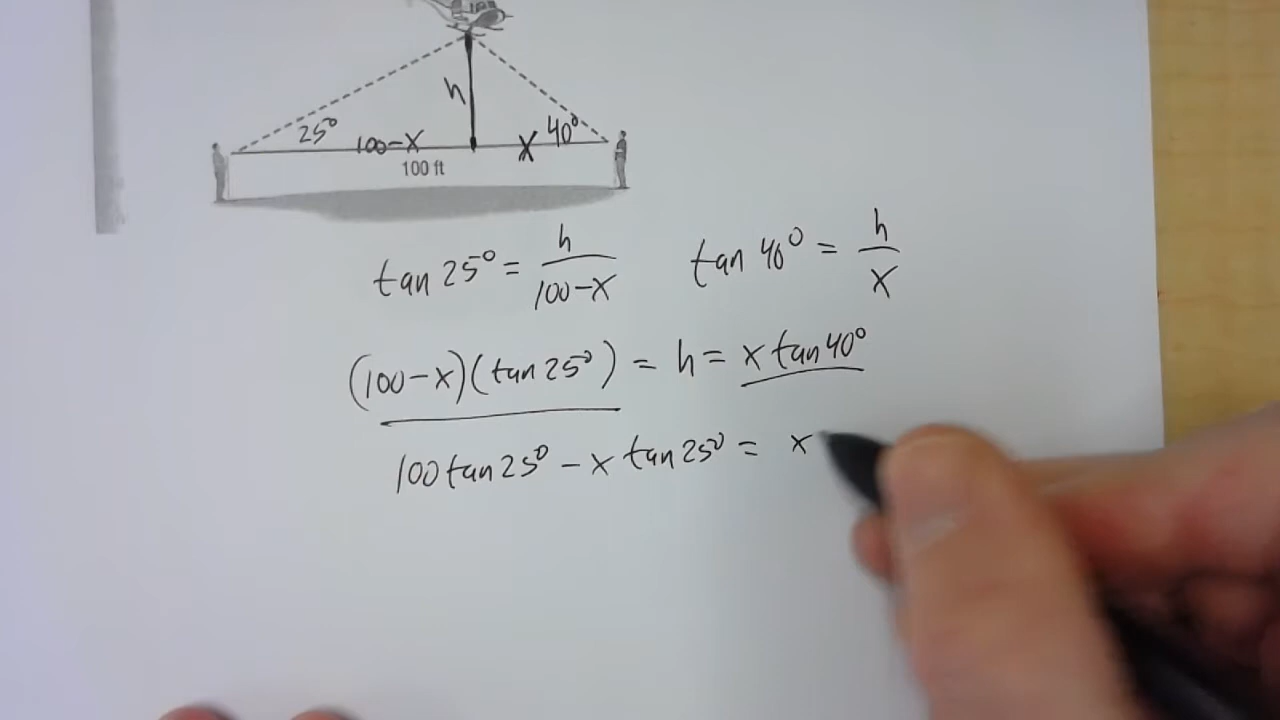 h
25° 100-x x 40°
100 ft
tan 25° = h/(100-x) tan 40° = h/x
(100-x)(tan 25°) = h = x tan 40°
100 tan 25° - x tan 25° = x